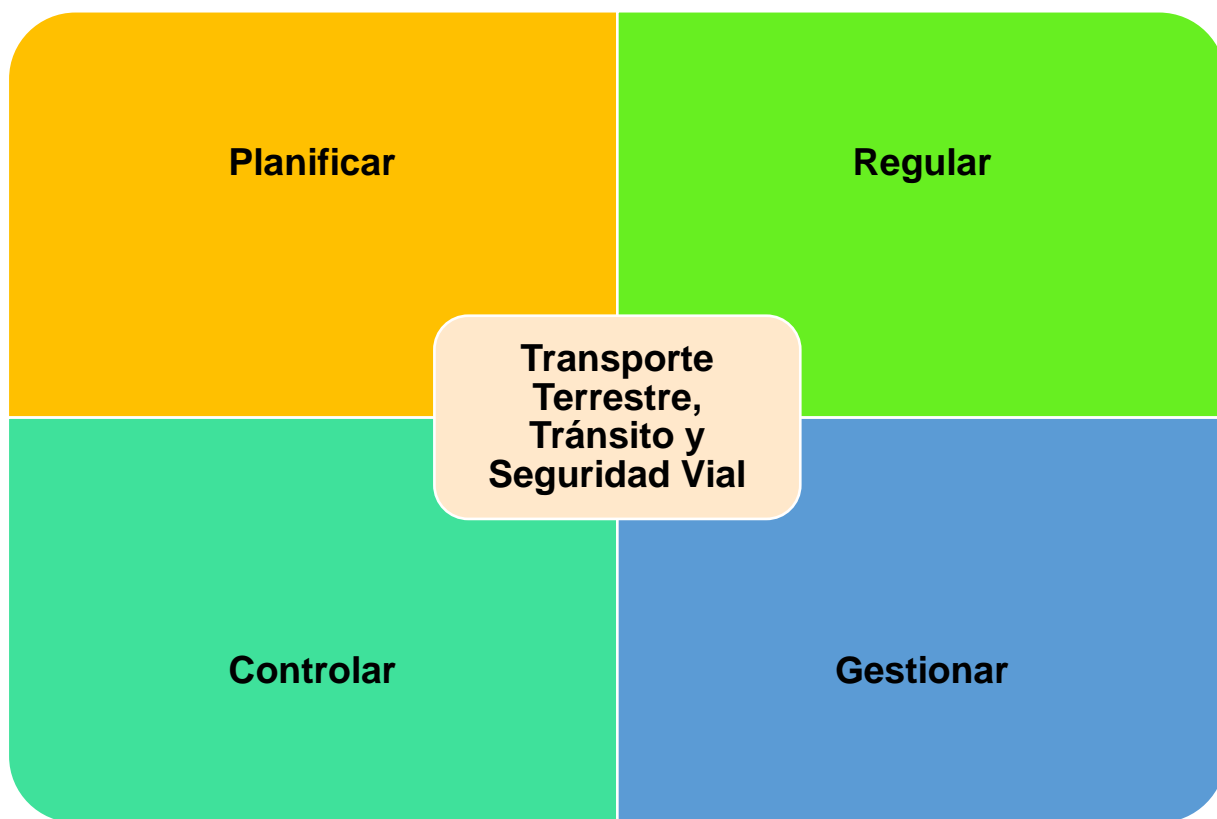 Planificar
Regular
Transporte
Terrestre,
Tránsito y
Seguridad Vial
Controlar
Gestionar